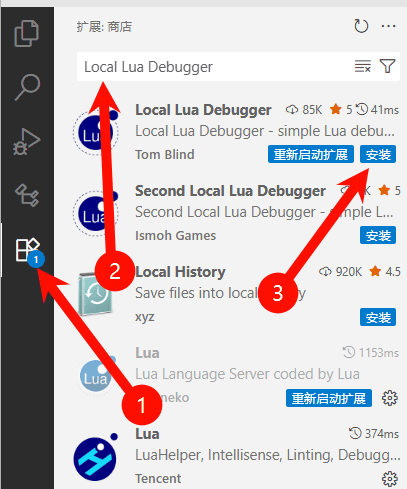 扩展: 商店
Local Lua Debugger
Local Lua Debugger 85K 5 41ms
Local Lua Debugger - simple Lua debu...
Tom Blind 重新启动扩展 安装
Second Local Lua Debugger K 5
Second Local Lua Debugger - simple L...
Ismoh Games 安装
2
Local History 920K 4.5
Save files into local
3
xyz 安装
Lua 1153ms
Lua Language Server coded by Lua
neko 重新启动扩展
1
Lua 374ms
LuaHelper, Intellisense, Linting, Debugg...
Tencent
Lua
Lua
Lua
1